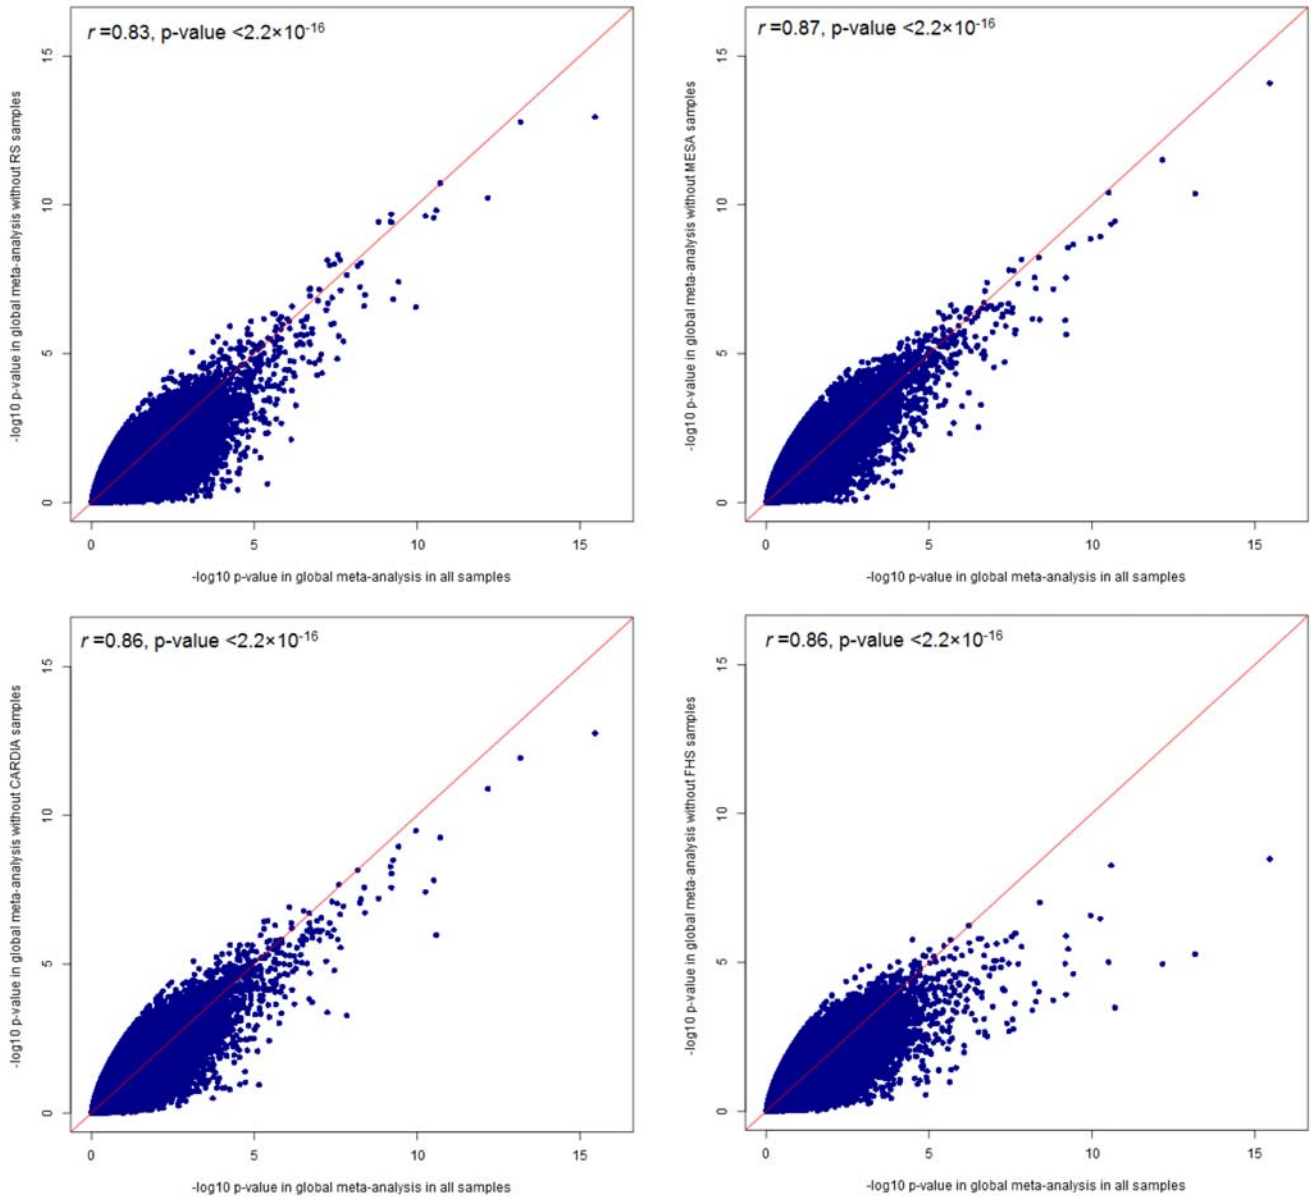 r =0.83, p-value <2.2×10-16
-log10 p-value in global meta-analysis without RS samples
15
10
5
0
0 5 10 15
-log10 p-value in global meta-analysis in all samples
r =0.87, p-value <2.2×10-16
-log10 p-value in global meta-analysis without MESA samples
15
10
5
0
0 5 10 15
-log10 p-value in global meta-analysis in all samples
r =0.86, p-value <2.2×10-16
-log10 p-value in global meta-analysis without CARDIA samples
15
10
5
0
0 5 10 15
-log10 p-value in global meta-analysis in all samples
r =0.86, p-value <2.2×10-16
-log10 p-value in global meta-analysis without FHS samples
15
10
5
0
0 5 10 15
-log10 p-value in global meta-analysis in all samples